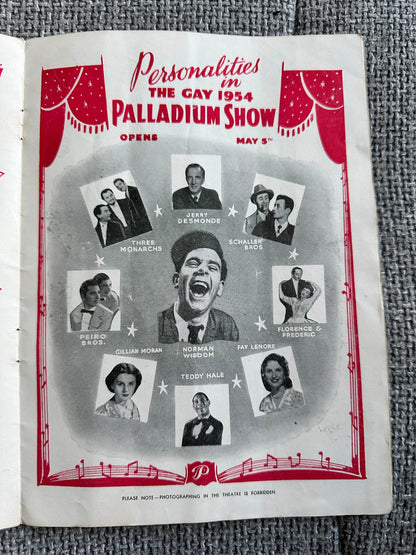 Personalities
in
THE GAY 1954
PALLADIUM SHOW
OPENS MAY 5TH
JERRY
DESMONDE
THREE
MONARCHS
SCHALLER
BROS.
PEIRO
BROS.
NORMAN
WISDOM
FLORENCE &
FREDERIC
GILLIAN MORAN
FAY LENORE
TEDDY HALE
P
PLEASE NOTE – PHOTOGRAPHING IN THE THEATRE IS FORBIDDEN